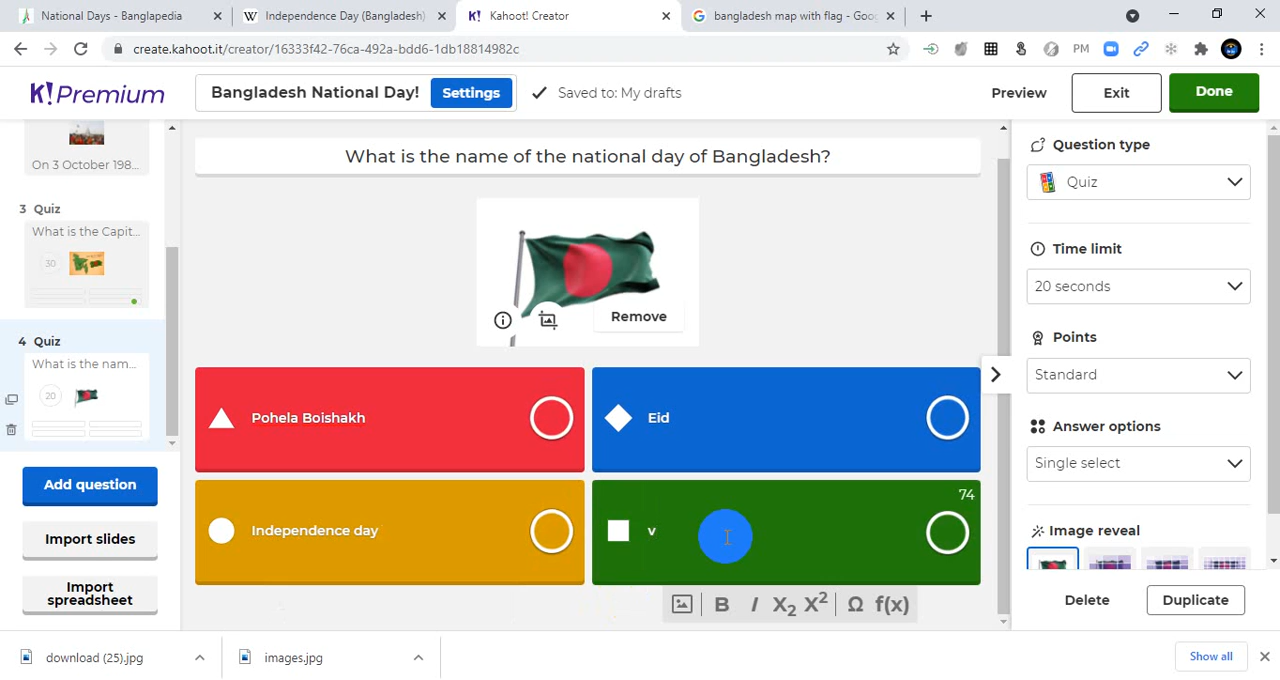 National Days - Banglapedia
Independence Day (Bangladesh)
Kahoot! Creator
bangladesh map with flag - Goo
create.kahoot.it/creator/16333f42-76ca-492a-bdd6-1db18814982c
PM
K!Premium
Bangladesh National Day!
Settings
Saved to: My drafts
Preview
Exit
Done
On 3 October 198...
3 Quiz
What is the Capit...
30
4 Quiz
What is the nam...
20
Add question
Import slides
Import
spreadsheet
What is the name of the national day of Bangladesh?
Remove
Pohela Boishakh
Eid
Independence day
v
74
B I X2 X2 Ω f(x)
Question type
Quiz
Time limit
20 seconds
Points
Standard
Answer options
Single select
Image reveal
Delete
Duplicate
download (25).jpg
images.jpg
Show all